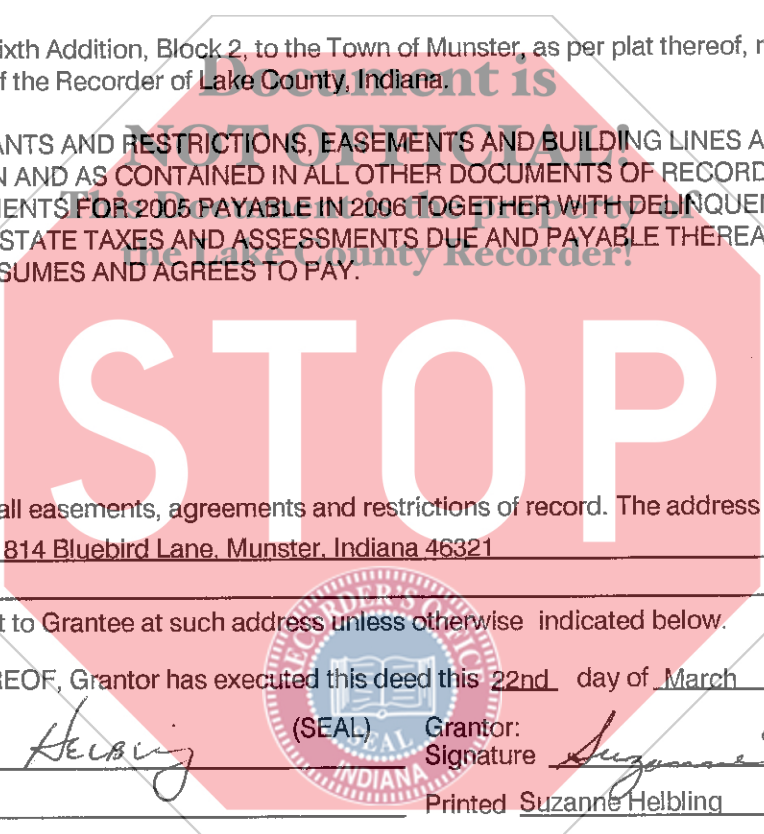 ixth Addition, Block 2, to the Town of Munster, as per plat thereof,
f the Recorder of Lake County, Indiana.
Document is
ANTS AND RESTRICTIONS, EASEMENTS AND BUILDING LINES A
NOT OFFICIAL!
N AND AS CONTAINED IN ALL OTHER DOCUMENTS OF RECORD
MENTS FOR 2005 PAYABLE IN 2006 TOGETHER WITH DELINQUEN
This Document is the property of
STATE TAXES AND ASSESSMENTS DUE AND PAYABLE THEREA
the Lake County Recorder!
SUMES AND AGREES TO PAY.
STOP
all easements, agreements and restrictions of record. The address
814 Bluebird Lane, Munster, Indiana 46321
t to Grantee at such address unless otherwise indicated below.
RECORDER'S OFFICE
REOF, Grantor has executed this deed this 22nd day of March
(SEAL) Grantor:
Helbling
SEAL
Signature Suzanne
INDIANA
Printed Suzanne Helbling